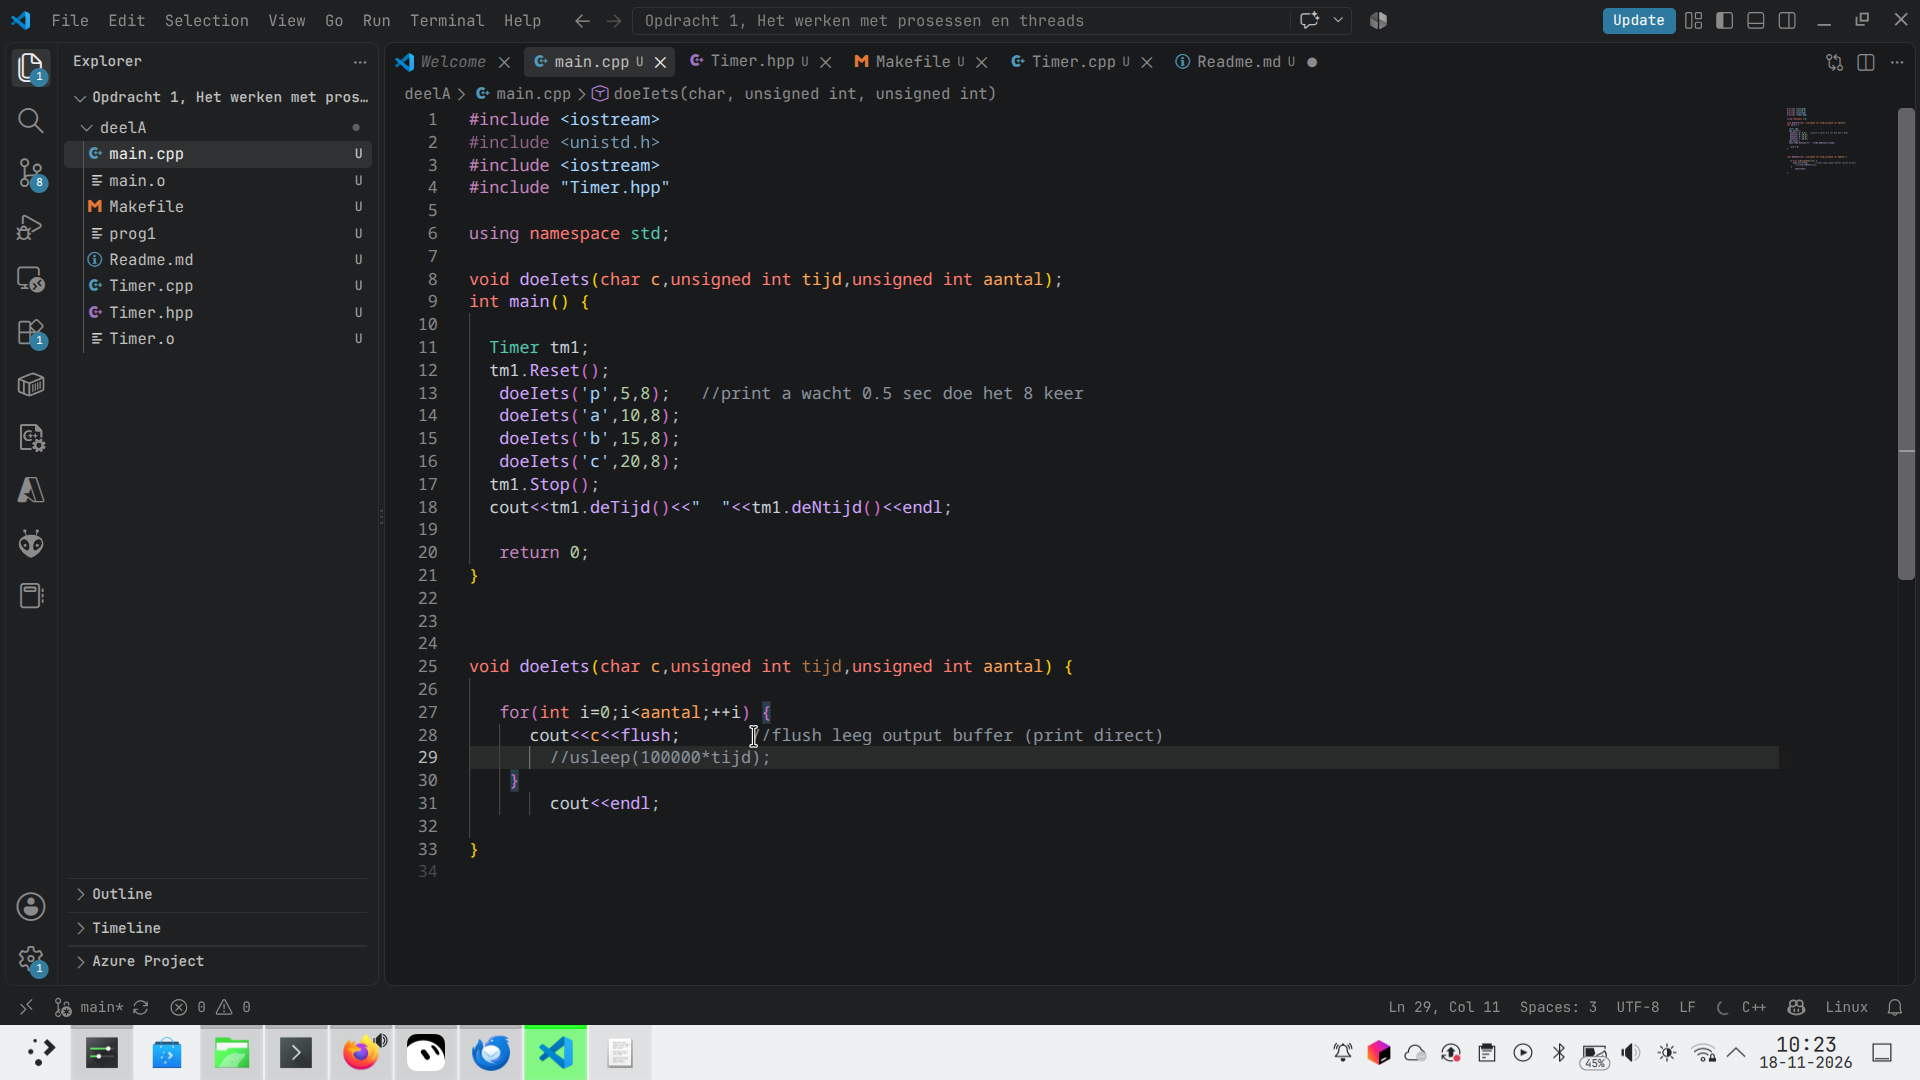 File Edit Selection View Go Run Terminal Help
Opdracht 1, Het werken met prosessen en threads
Update
Explorer
Opdracht 1, Het werken met pros…
deelA
main.cpp U
main.o U
Makefile U
prog1 U
Readme.md U
Timer.cpp U
Timer.hpp U
Timer.o U
Outline
Timeline
Azure Project
1
8
1
1
Welcome
main.cpp U
Timer.hpp U
Makefile U
Timer.cpp U
Readme.md U
deelA > main.cpp > doeIets(char, unsigned int, unsigned int)
1 #include <iostream>
2 #include <unistd.h>
3 #include <iostream>
4 #include "Timer.hpp"
5
6 using namespace std;
7
8 void doeIets(char c,unsigned int tijd,unsigned int aantal);
9 int main() {
10
11 Timer tm1;
12 tm1.Reset();
13 doeIets('p',5,8); //print a wacht 0.5 sec doe het 8 keer
14 doeIets('a',10,8);
15 doeIets('b',15,8);
16 doeIets('c',20,8);
17 tm1.Stop();
18 cout<<tm1.deTijd()<<"  "<<tm1.deNtijd()<<endl;
19
20 return 0;
21 }
22
23
24
25 void doeIets(char c,unsigned int tijd,unsigned int aantal) {
26
27 for(int i=0;i<aantal;++i) {
28 cout<<c<<flush; //flush leeg output buffer (print direct)
29 //usleep(100000*tijd);
30 }
31 cout<<endl;
32
33 }
34
main* 0 0
Ln 29, Col 11 Spaces: 3 UTF-8 LF C++ Linux
45%
10:23
18-11-2026